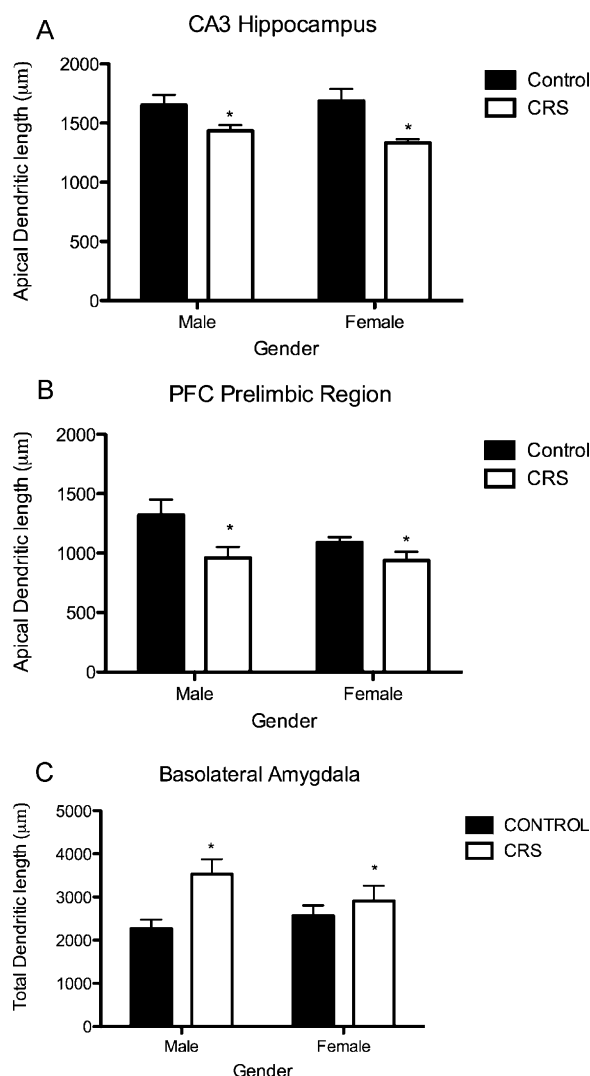 A
CA3 Hippocampus
Apical Dendritic length (μm)
2000
1500
1000
500
0
*
*
Control
CRS
Male
Female
Gender
B
PFC Prelimbic Region
Apical Dendritic length (μm)
2000
1500
1000
500
0
*
*
Control
CRS
Male
Female
Gender
C
Basolateral Amygdala
Total Dendritic length (μm)
5000
4000
3000
2000
1000
0
*
*
CONTROL
CRS
Male
Female
Gender